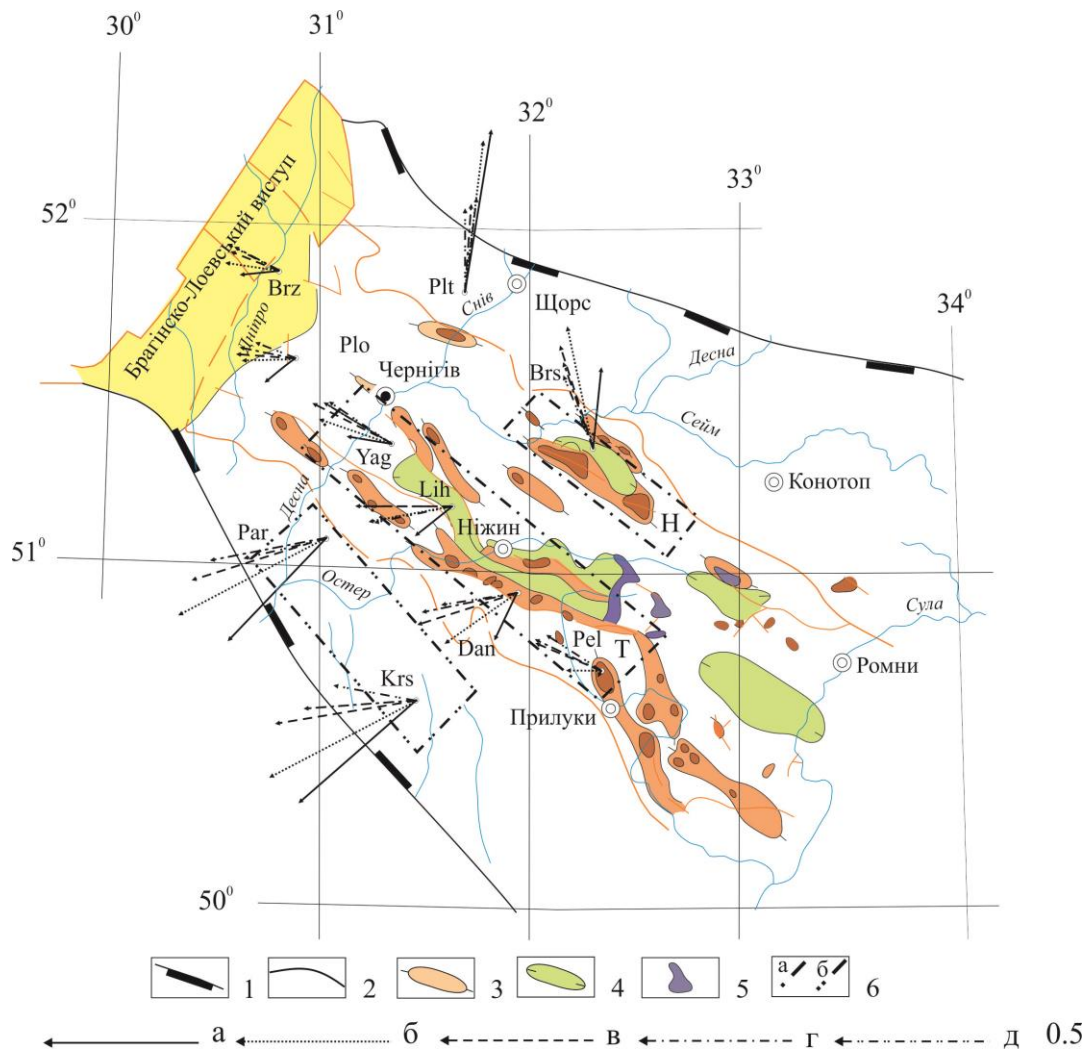 30⁰
31⁰
32⁰
33⁰
34⁰
52⁰
51⁰
50⁰
Брагінско-Лоевський виступ
Дніпро
Brz
Plt
Снів
Щорс
Десна
Plo
Чернігів
Brs
Сейм
Конотоп
Yag
Lih
Ніжин
Н
Десна
Par
Остер
Сула
Dan
Pel
Т
Ромни
Krs
Прилуки
1
2
3
4
5
а б
6
а
б
в
г
д
0.5